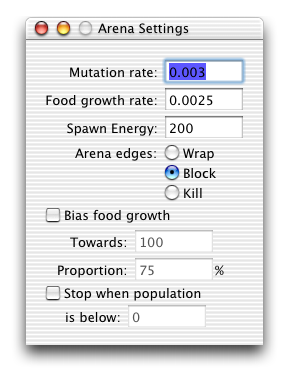 Arena Settings
Mutation rate: 0.003
Food growth rate: 0.0025
Spawn Energy: 200
Arena edges: Wrap
Block
Kill
Bias food growth
Towards: 100
Proportion: 75 %
Stop when population
is below: 0